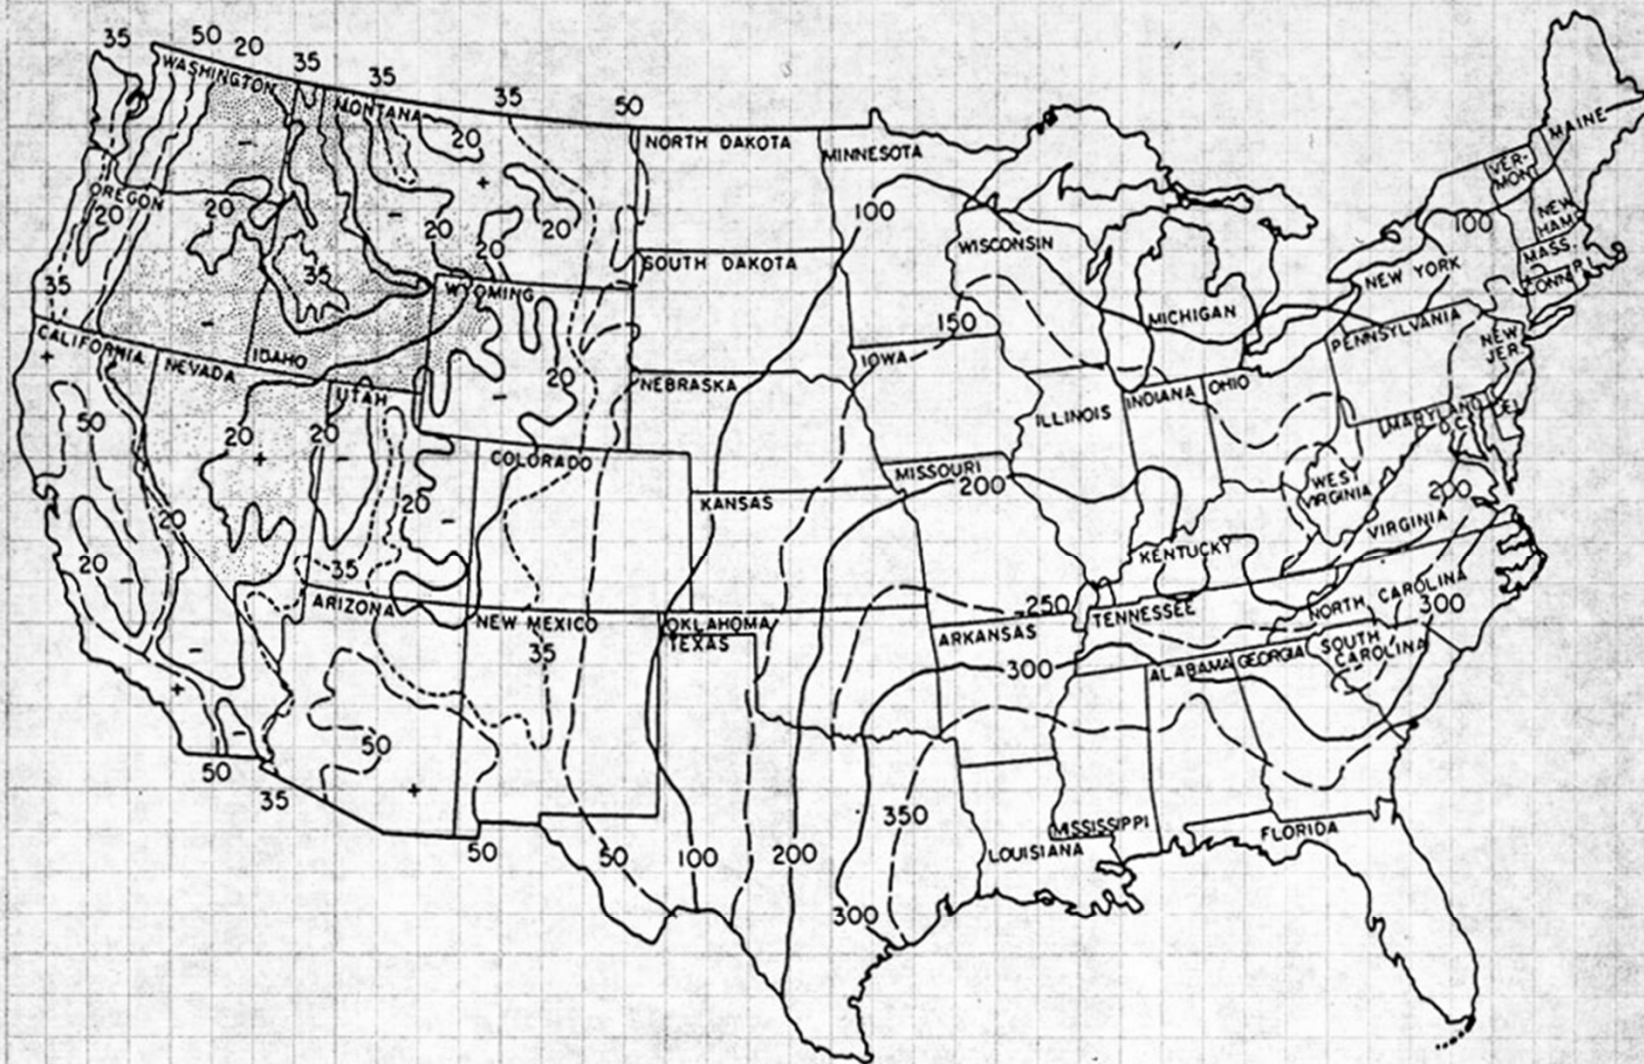 35
50
20
35
35
35
50
WASHINGTON
MONTANA
20
NORTH DAKOTA
MINNESOTA
MAINE
VER-
MONT
OREGON
20
20
20
20
20
100
100
NEW
HAM.
WISCONSIN
MASS.
CONN.
R.I.
SOUTH DAKOTA
NEW YORK
35
35
WYOMING
CALIFORNIA
NEVADA
IDAHO
150
MICHIGAN
PENNSYLVANIA
NEW
JER.
IOWA
UTAH
20
NEBRASKA
ILLINOIS
INDIANA
OHIO
MARYLAND
D.C.
DEL.
50
20
20
COLORADO
MISSOURI
200
WEST
VIRGINIA
200
20
20
KANSAS
VIRGINIA
20
35
KENTUCKY
ARIZONA
NEW MEXICO
OKLAHOMA
TEXAS
250
ARKANSAS
TENNESSEE
NORTH CAROLINA
300
35
300
ALABAMA
GEORGIA
SOUTH
CAROLINA
50
50
35
350
MISSISSIPPI
FLORIDA
50
50
100
200
LOUISIANA
300